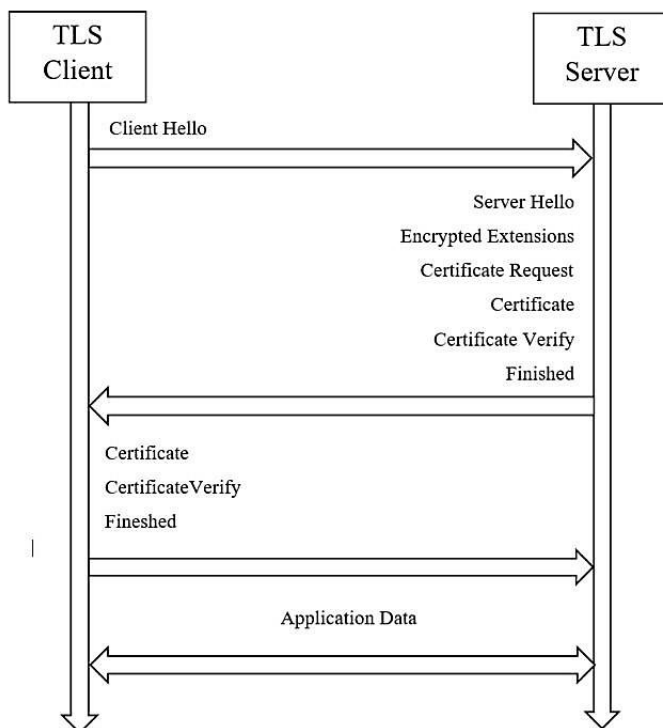 TLS
Client
TLS
Server
Client Hello
Server Hello
Encrypted Extensions
Certificate Request
Certificate
Certificate Verify
Finished
Certificate
CertificateVerify
Fineshed
Application Data